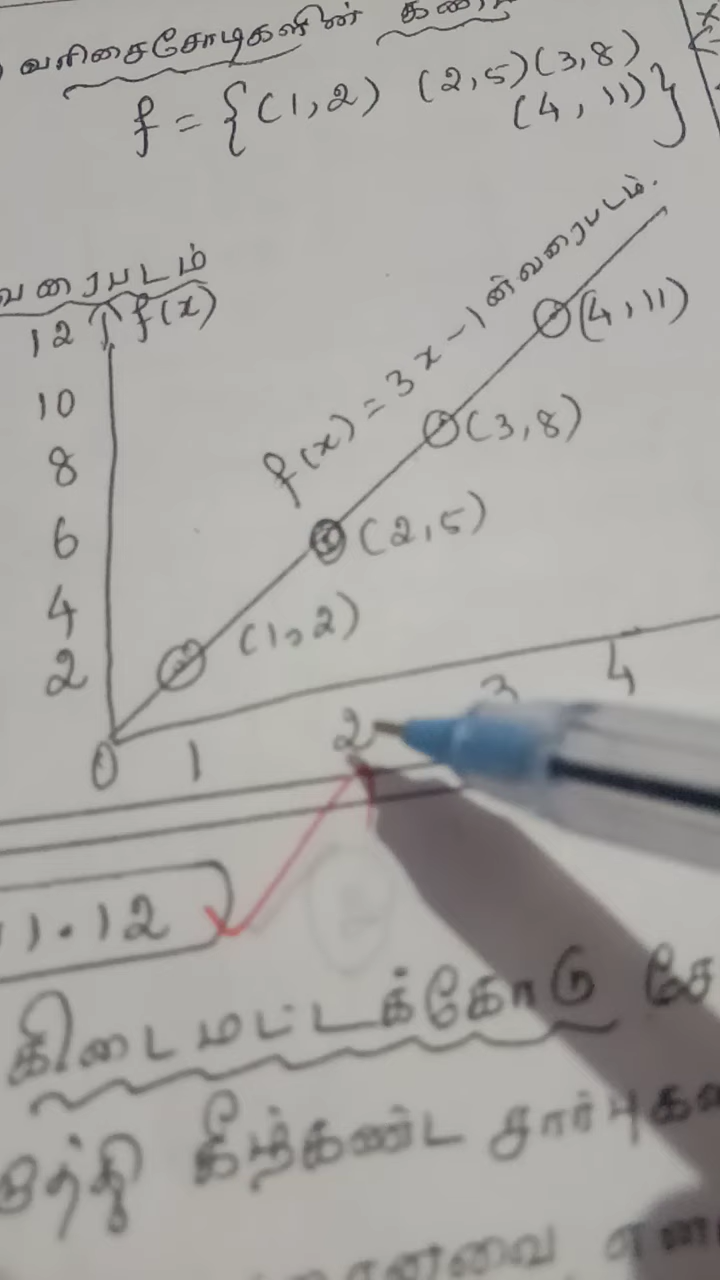 வரிசைசோடிகளின்
f = {(1,2) (2,5)(3,8)
(4, 11)}
வரைபடம்
12 f(x)
10
8
6
4
2
f(x) = 3x-1 ன் வரைபடம்.
(4,11)
(3,8)
(2,5)
(1,2)
0 1 2 3 4
1.12
கிடைமட்டக்கோடு
கீழ்கண்ட